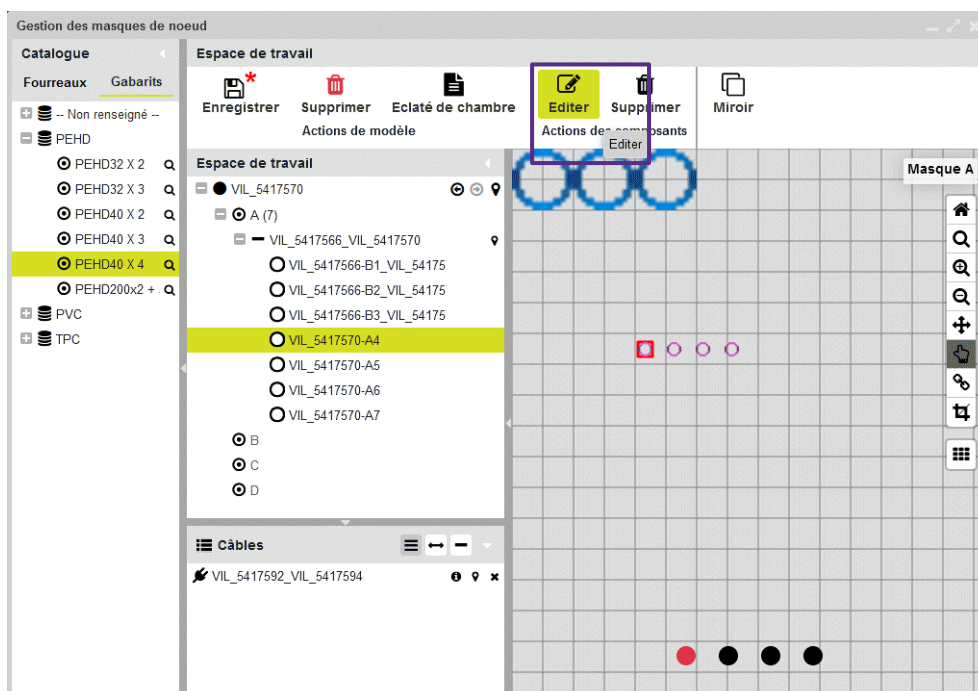 Gestion des masques de noeud
Catalogue
Fourreaux Gabarits
-- Non renseigné --
PEHD
PEHD32 X 2
PEHD32 X 3
PEHD40 X 2
PEHD40 X 3
PEHD40 X 4
PEHD200x2 +
PVC
TPC
Espace de travail
Enregistrer Supprimer Eclaté de chambre
Actions de modèle
Editer Supprimer
Actions des composants
Miroir
Editer
Espace de travail
VIL_5417570
A (7)
VIL_5417566_VIL_5417570
VIL_5417566-B1_VIL_54175
VIL_5417566-B2_VIL_54175
VIL_5417566-B3_VIL_54175
VIL_5417570-A4
VIL_5417570-A5
VIL_5417570-A6
VIL_5417570-A7
B
C
D
Câbles
VIL_5417592_VIL_5417594
Masque A